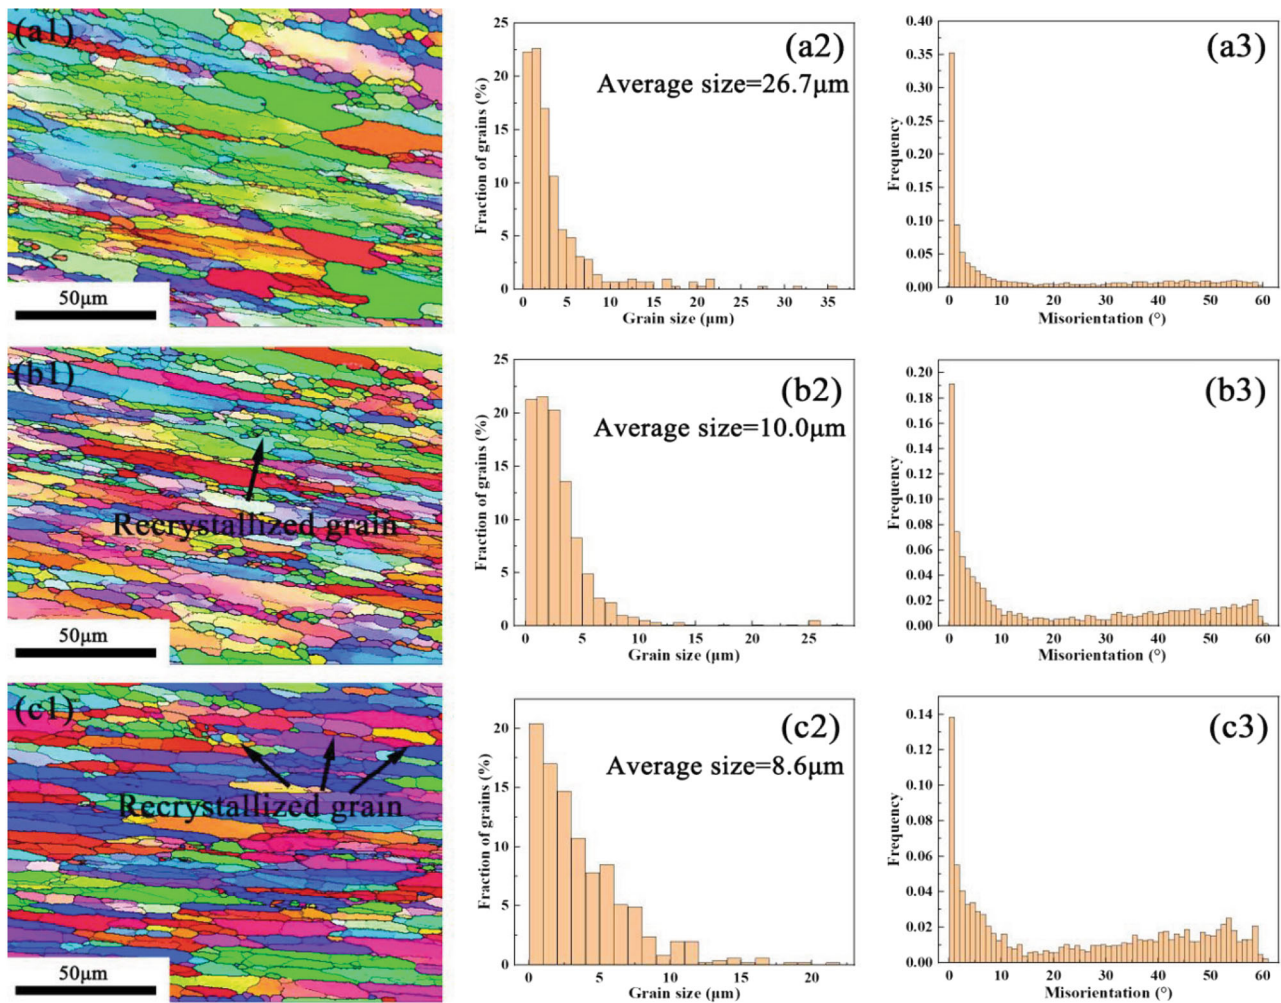 (a1)
50μm
(a2)
Average size=26.7μm
Fraction of grains (%)
25
20
15
10
5
0
0 5 10 15 20 25 30 35
Grain size (μm)
(a3)
Frequency
0.40
0.35
0.30
0.25
0.20
0.15
0.10
0.05
0.00
0 10 20 30 40 50 60
Misorientation (°)
(b1)
Recrystallized grain
50μm
(b2)
Average size=10.0μm
Fraction of grains (%)
25
20
15
10
5
0
0 5 10 15 20 25
Grain size (μm)
(b3)
Frequency
0.20
0.18
0.16
0.14
0.12
0.10
0.08
0.06
0.04
0.02
0.00
0 10 20 30 40 50 60
Misorientation (°)
(c1)
Recrystallized grain
50μm
(c2)
Average size=8.6μm
Fraction of grains (%)
20
15
10
5
0
0 5 10 15 20
Grain size (μm)
(c3)
Frequency
0.14
0.12
0.10
0.08
0.06
0.04
0.02
0.00
0 10 20 30 40 50 60
Misorientation (°)